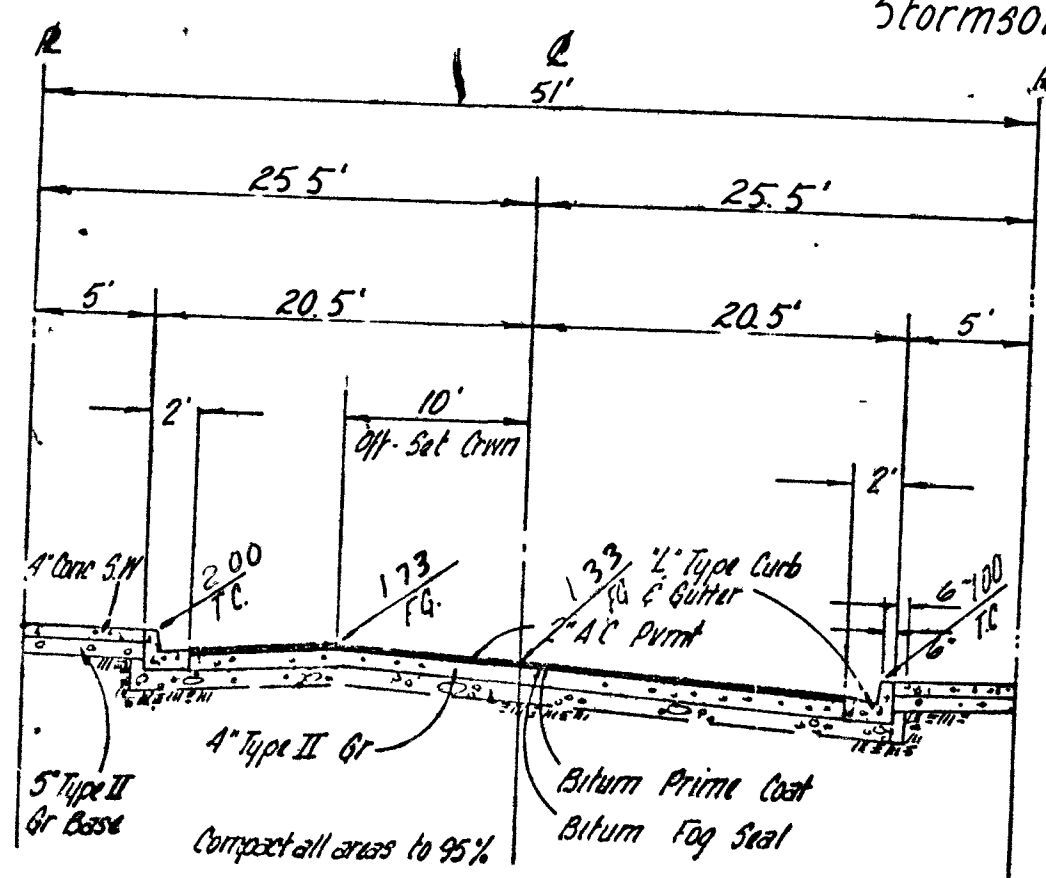 ℄
51'
25 5'
25.5'
5'
20.5'
20.5'
5'
2'
10'
Off-Set Crwn
2'
4" Conc S.W
2 00
T C.
1 73
F.G.
1 33
FG
"L" Type Curb
& Gutter
2" A C Pvmt
6"
-1 00
T.C
6"
4" Type II Gr
5" Type II
Gr Base
Bitum Prime Coat
Bitum Fog Seal
Compact all areas to 95%